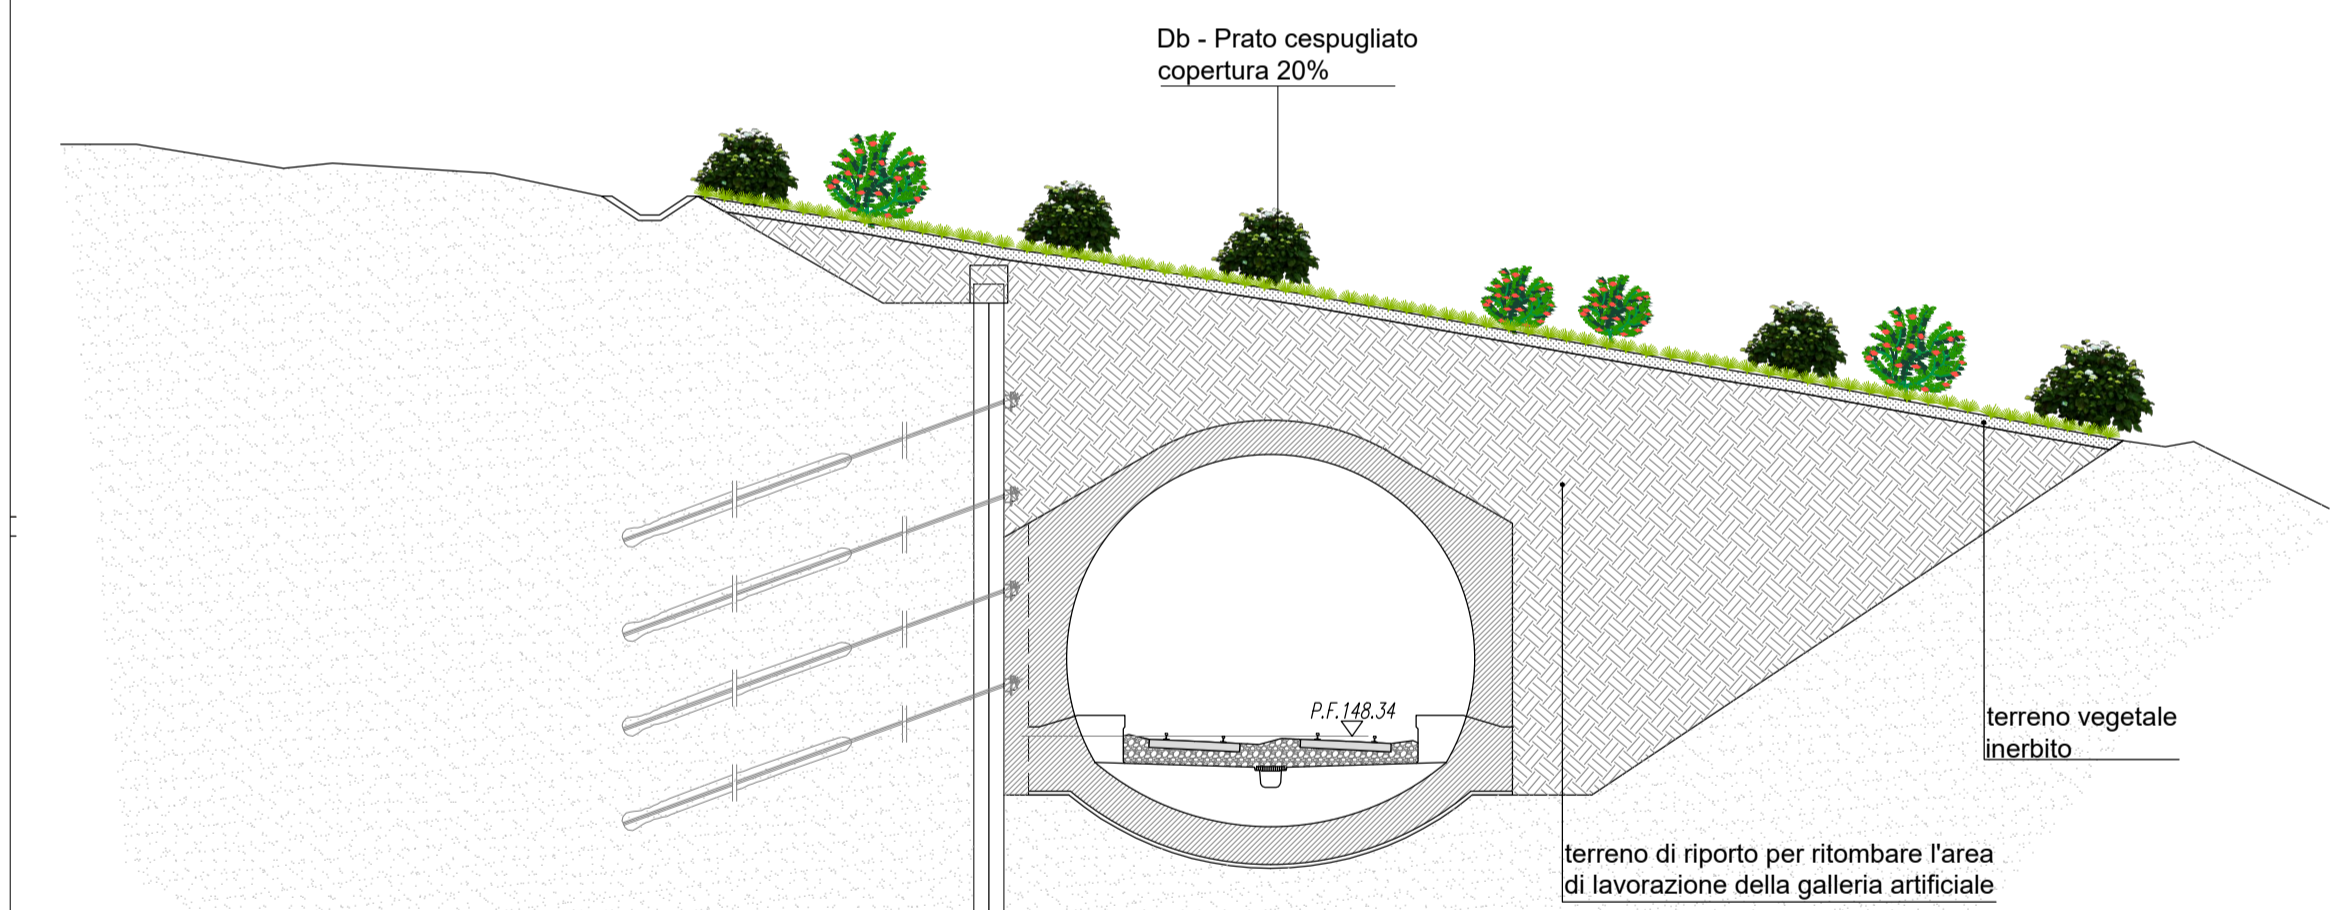 Db - Prato cespugliato
copertura 20%
P.F.148.34
terreno vegetale
inerbito
terreno di riporto per ritombare l'area
di lavorazione della galleria artificiale